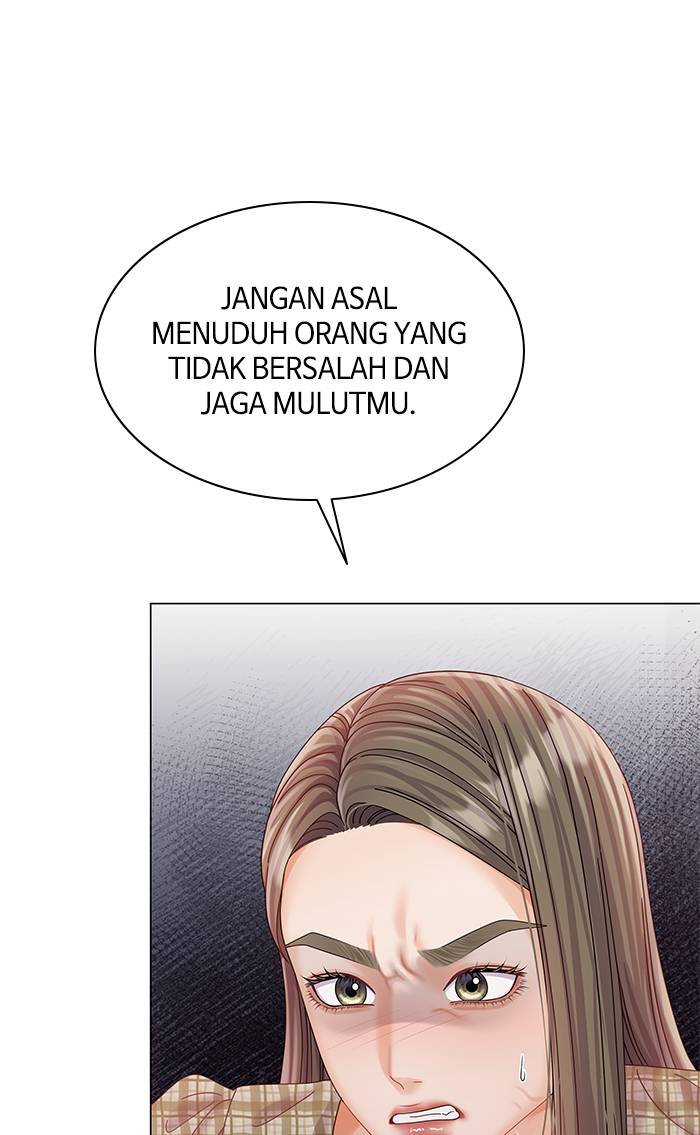 JANGAN ASAL
MENUDUH ORANG YANG
TIDAK BERSALAH DAN
JAGA MULUTMU.